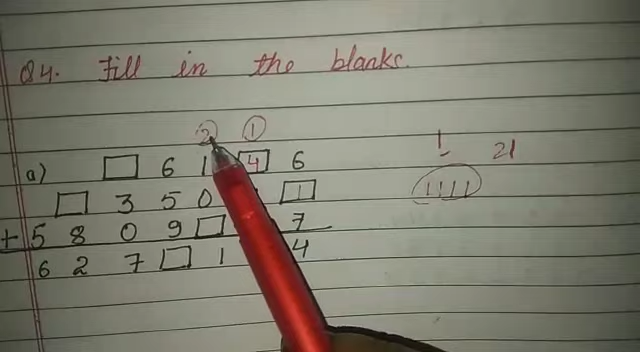 Q4. Fill in the blanks.
2 1
a) □ 6 1 4 6
□ 3 5 0 1
+ 5 8 0 9 □ 7
6 2 7 □ 1 4
1 21